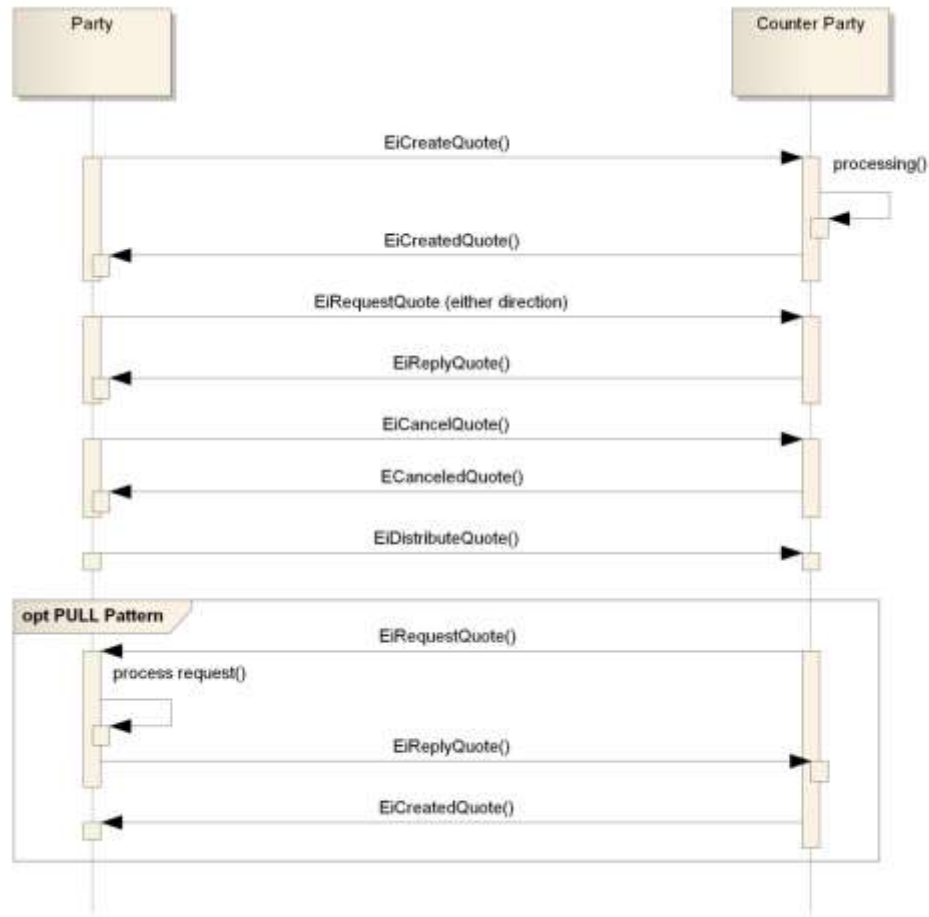 Party
Counter Party
EiCreateQuote()
processing()
EiCreatedQuote()
EiRequestQuote (either direction)
EiReplyQuote()
EiCancelQuote()
ECanceledQuote()
EiDistributeQuote()
opt PULL Pattern
EiRequestQuote()
process request()
EiReplyQuote()
EiCreatedQuote()